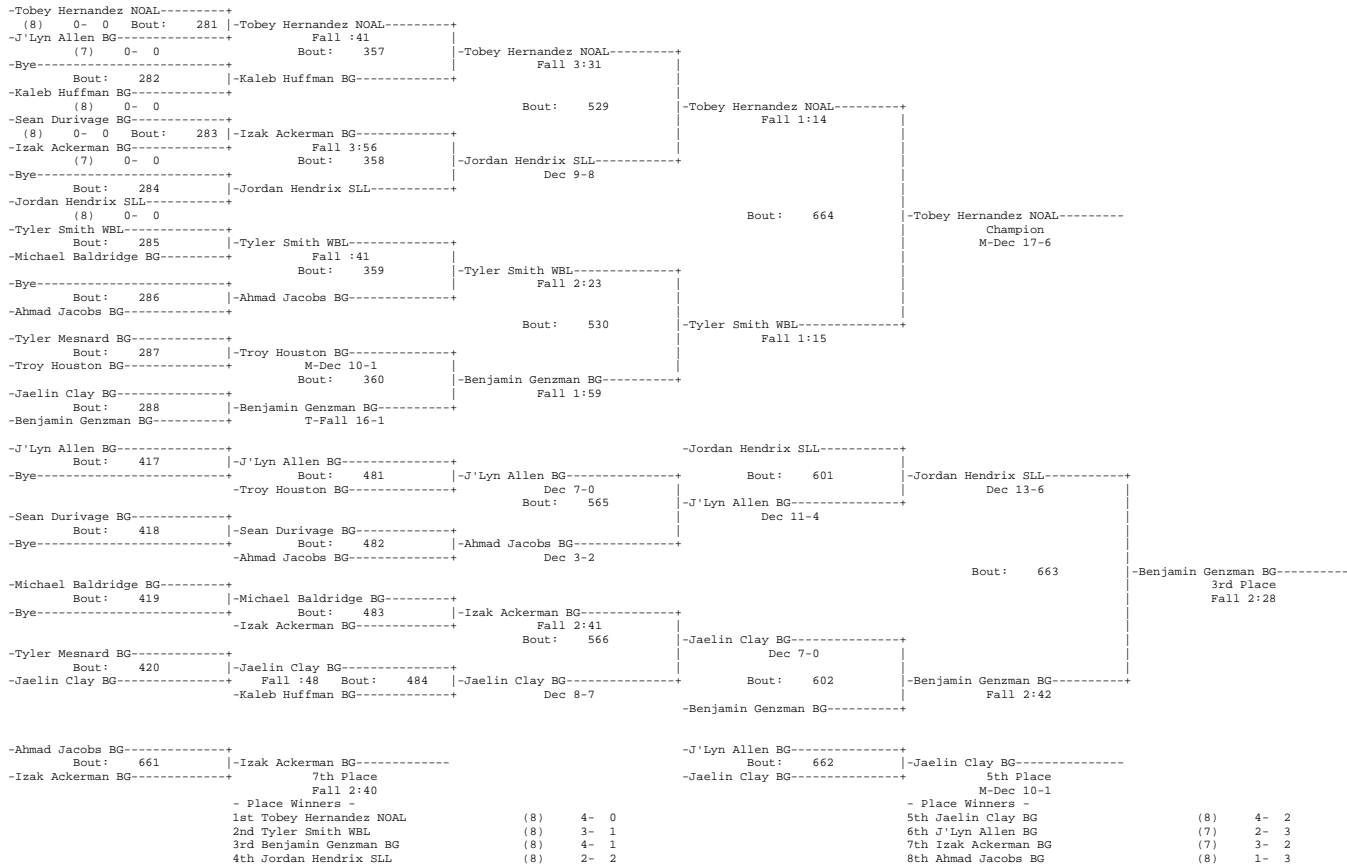 -Tobey Hernandez NOAL---------+
(8) 0- 0 Bout: 281 |-Tobey Hernandez NOAL---------+
-J'Lyn Allen BG---------------+ Fall :41 |
(7) 0- 0 Bout: 357 |-Tobey Hernandez NOAL---------+
-Bye--------------------------+ | Fall 3:31 |
Bout: 282 |-Kaleb Huffman BG-------------+ |
-Kaleb Huffman BG-------------+ |
(8) 0- 0 Bout: 529 |-Tobey Hernandez NOAL---------+
-Sean Durivage BG-------------+ | Fall 1:14 |
(8) 0- 0 Bout: 283 |-Izak Ackerman BG-------------+ | |
-Izak Ackerman BG-------------+ Fall 3:56 | | |
(7) 0- 0 Bout: 358 |-Jordan Hendrix SLL-----------+ |
-Bye--------------------------+ | Dec 9-8 |
Bout: 284 |-Jordan Hendrix SLL-----------+ |
-Jordan Hendrix SLL-----------+ |
(8) 0- 0 Bout: 664 |-Tobey Hernandez NOAL---------
-Tyler Smith WBL--------------+ | Champion
Bout: 285 |-Tyler Smith WBL--------------+ | M-Dec 17-6
-Michael Baldridge BG---------+ Fall :41 | |
Bout: 359 |-Tyler Smith WBL--------------+ |
-Bye--------------------------+ | Fall 2:23 | |
Bout: 286 |-Ahmad Jacobs BG--------------+ | |
-Ahmad Jacobs BG--------------+ | |
Bout: 530 |-Tyler Smith WBL--------------+
-Tyler Mesnard BG-------------+ | Fall 1:15
Bout: 287 |-Troy Houston BG--------------+ |
-Troy Houston BG--------------+ M-Dec 10-1 | |
Bout: 360 |-Benjamin Genzman BG----------+
-Jaelin Clay BG---------------+ | Fall 1:59
Bout: 288 |-Benjamin Genzman BG----------+
-Benjamin Genzman BG----------+ T-Fall 16-1
-J'Lyn Allen BG---------------+ -Jordan Hendrix SLL-----------+
Bout: 417 |-J'Lyn Allen BG---------------+ |
-Bye--------------------------+ Bout: 481 |-J'Lyn Allen BG---------------+ Bout: 601 |-Jordan Hendrix SLL-----------+
-Troy Houston BG--------------+ Dec 7-0 | | Dec 13-6 |
Bout: 565 |-J'Lyn Allen BG---------------+ |
-Sean Durivage BG-------------+ | Dec 11-4 |
Bout: 418 |-Sean Durivage BG-------------+ | |
-Bye--------------------------+ Bout: 482 |-Ahmad Jacobs BG--------------+ |
-Ahmad Jacobs BG--------------+ Dec 3-2 |
Bout: 663 |-Benjamin Genzman BG----------
-Michael Baldridge BG---------+ | 3rd Place
Bout: 419 |-Michael Baldridge BG---------+ | Fall 2:28
-Bye--------------------------+ Bout: 483 |-Izak Ackerman BG-------------+ |
-Izak Ackerman BG-------------+ Fall 2:41 | |
Bout: 566 |-Jaelin Clay BG---------------+ |
-Tyler Mesnard BG-------------+ | Dec 7-0 | |
Bout: 420 |-Jaelin Clay BG---------------+ | | |
-Jaelin Clay BG---------------+ Fall :48 Bout: 484 |-Jaelin Clay BG---------------+ Bout: 602 |-Benjamin Genzman BG----------+
-Kaleb Huffman BG-------------+ Dec 8-7 | Fall 2:42
-Benjamin Genzman BG----------+
-Ahmad Jacobs BG--------------+ -J'Lyn Allen BG---------------+
Bout: 661 |-Izak Ackerman BG------------- Bout: 662 |-Jaelin Clay BG---------------
-Izak Ackerman BG-------------+ 7th Place -Jaelin Clay BG---------------+ 5th Place
Fall 2:40 M-Dec 10-1
- Place Winners - - Place Winners -
1st Tobey Hernandez NOAL (8) 4- 0 5th Jaelin Clay BG (8) 4- 2
2nd Tyler Smith WBL (8) 3- 1 6th J'Lyn Allen BG (7) 2- 3
3rd Benjamin Genzman BG (8) 4- 1 7th Izak Ackerman BG (7) 3- 2
4th Jordan Hendrix SLL (8) 2- 2 8th Ahmad Jacobs BG (8) 1- 3